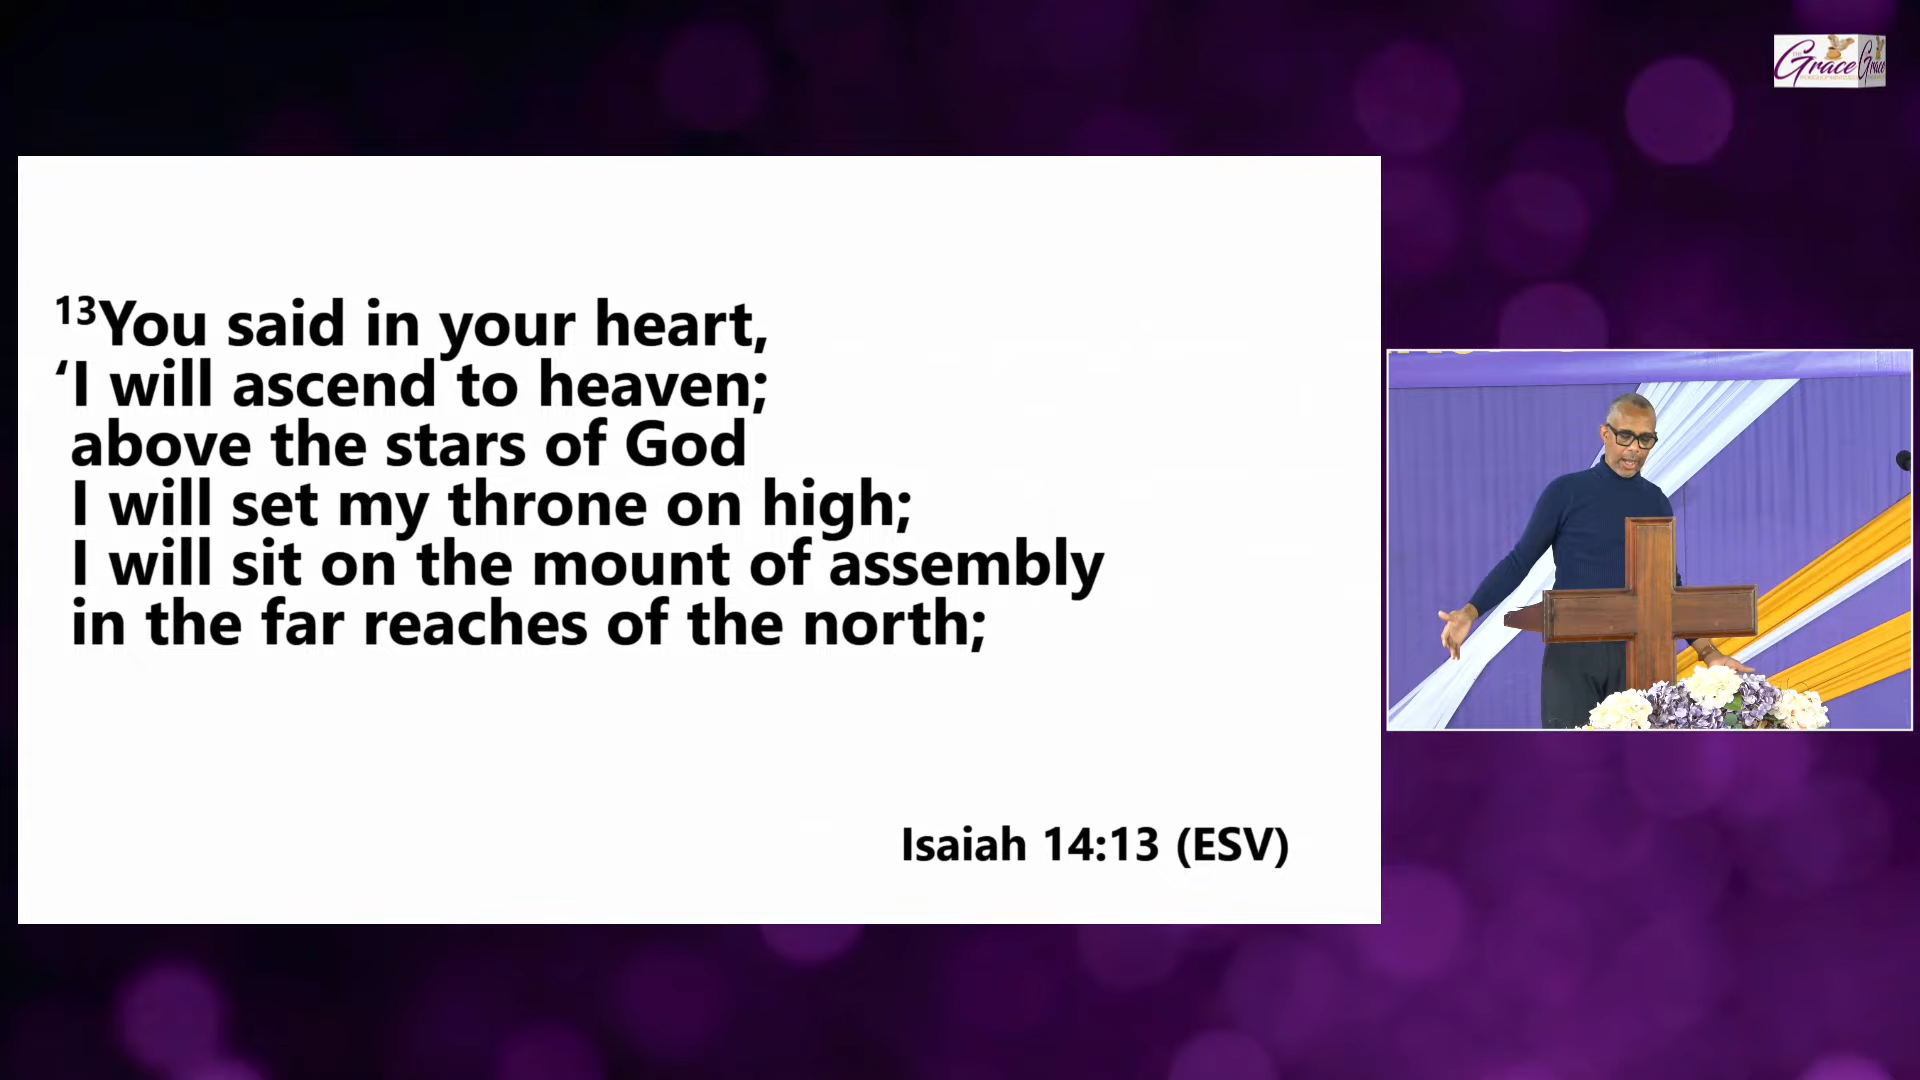 Grace
¹³You said in your heart,
‘I will ascend to heaven;
above the stars of God
I will set my throne on high;
I will sit on the mount of assembly
in the far reaches of the north;
Isaiah 14:13 (ESV)